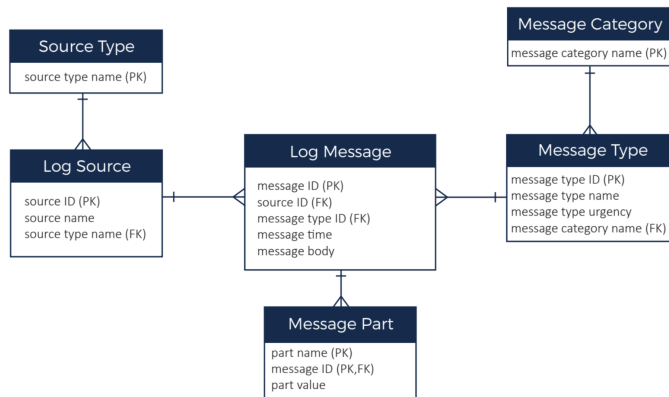 Source Type
source type name (PK)
Message Category
message category name (PK)
Log Source
source ID (PK)
source name
source type name (FK)
Log Message
message ID (PK)
source ID (FK)
message type ID (FK)
message time
message body
Message Type
message type ID (PK)
message type name
message type urgency
message category name (FK)
Message Part
part name (PK)
message ID (PK,FK)
part value